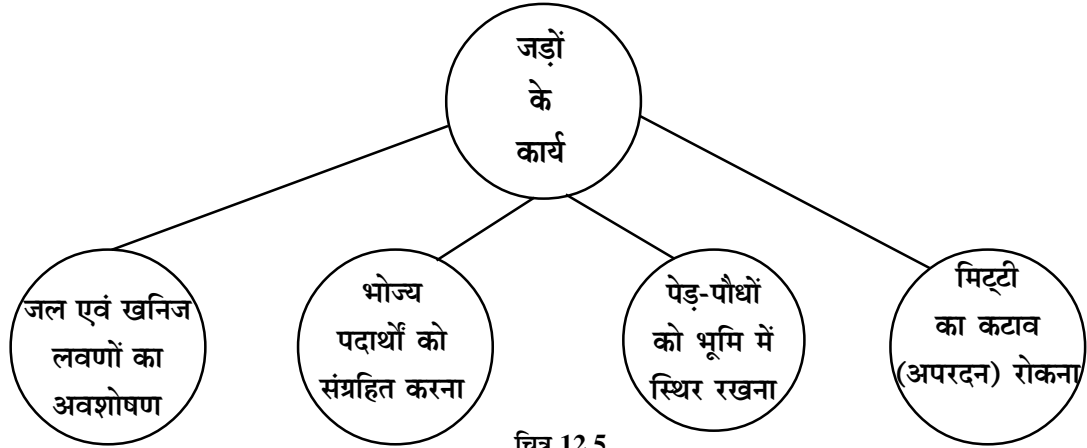 जड़ों
के
कार्य
जल एवं खनिज
लवणों का
अवशोषण
भोज्य
पदार्थों को
संग्रहित करना
पेड़-पौधों
को भूमि में
स्थिर रखना
मिट्टी
का कटाव
(अपरदन) रोकना
चित्र 12.5